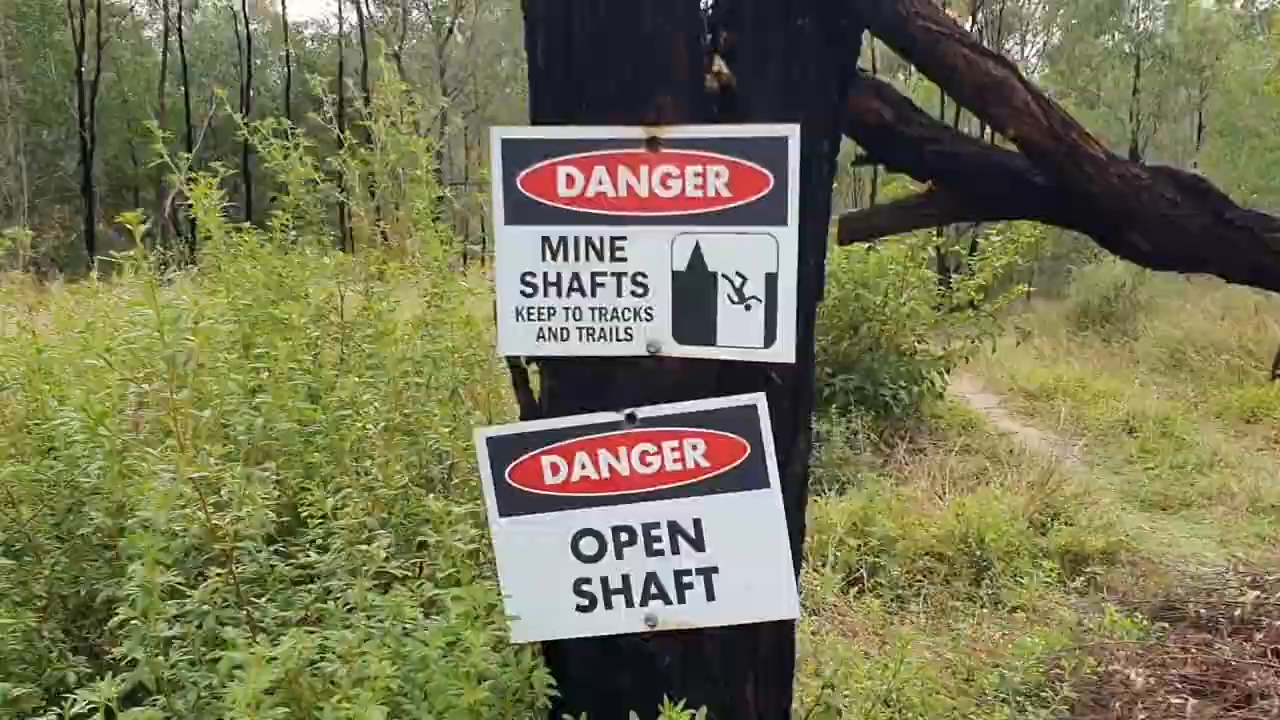 DANGER
MINE
SHAFTS
KEEP TO TRACKS
AND TRAILS
DANGER
OPEN
SHAFT